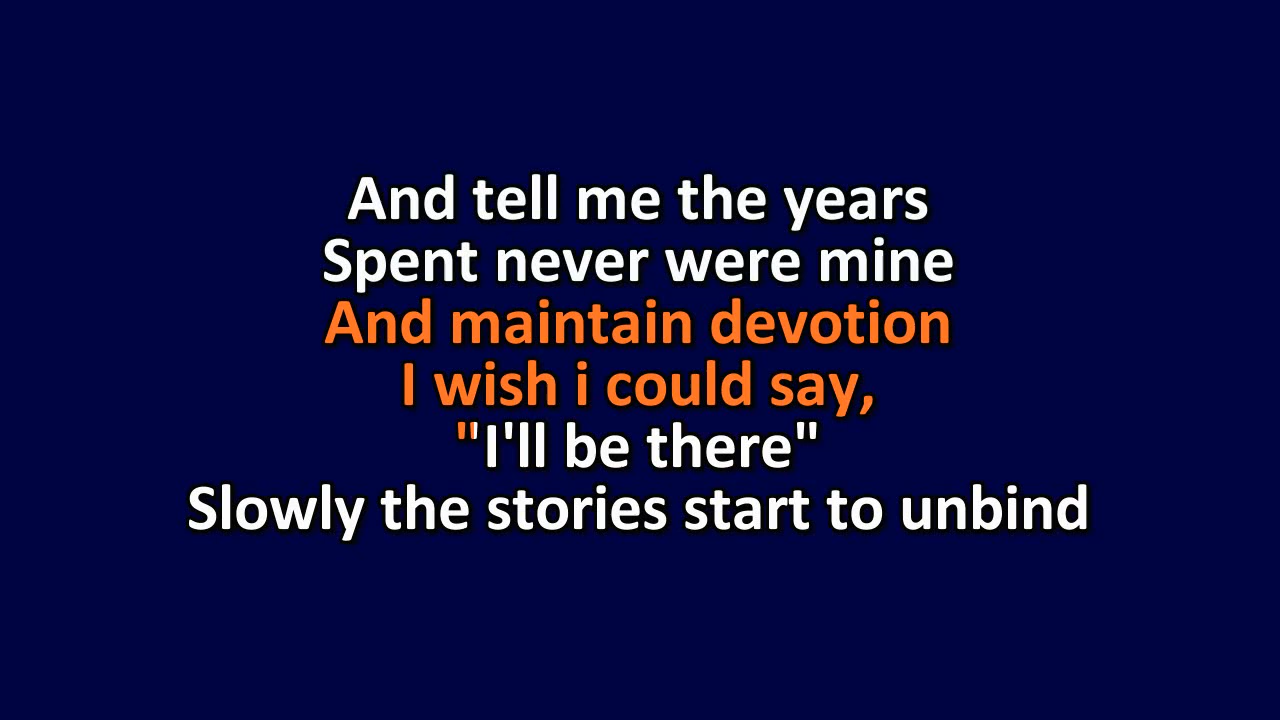 And tell me the years
Spent never were mine
And maintain devotion
I wish i could say,
"I'll be there"
Slowly the stories start to unbind